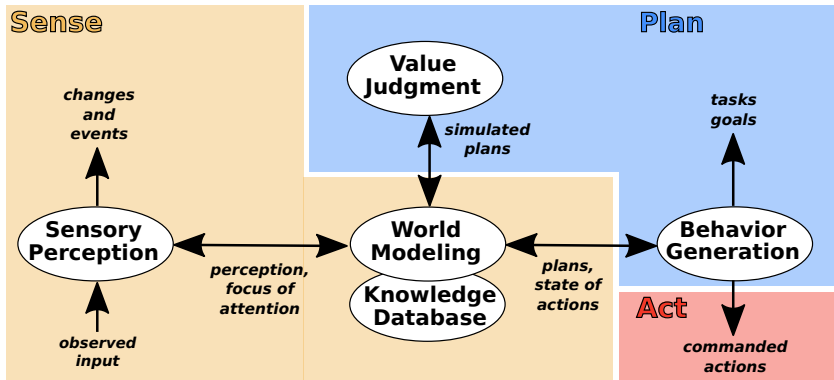 Sense
Plan
Act
changes
and
events
Sensory
Perception
observed
input
perception,
focus of
attention
Value
Judgment
simulated
plans
World
Modeling
Knowledge
Database
plans,
state of
actions
tasks
goals
Behavior
Generation
commanded
actions